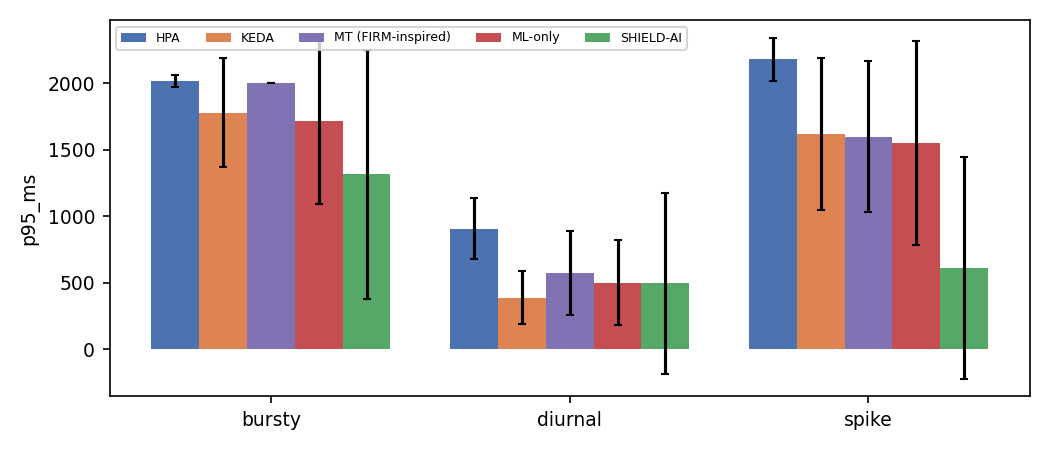 HPA KEDA MT (FIRM-inspired) ML-only SHIELD-AI
p95_ms
2000
1500
1000
500
0
bursty diurnal spike